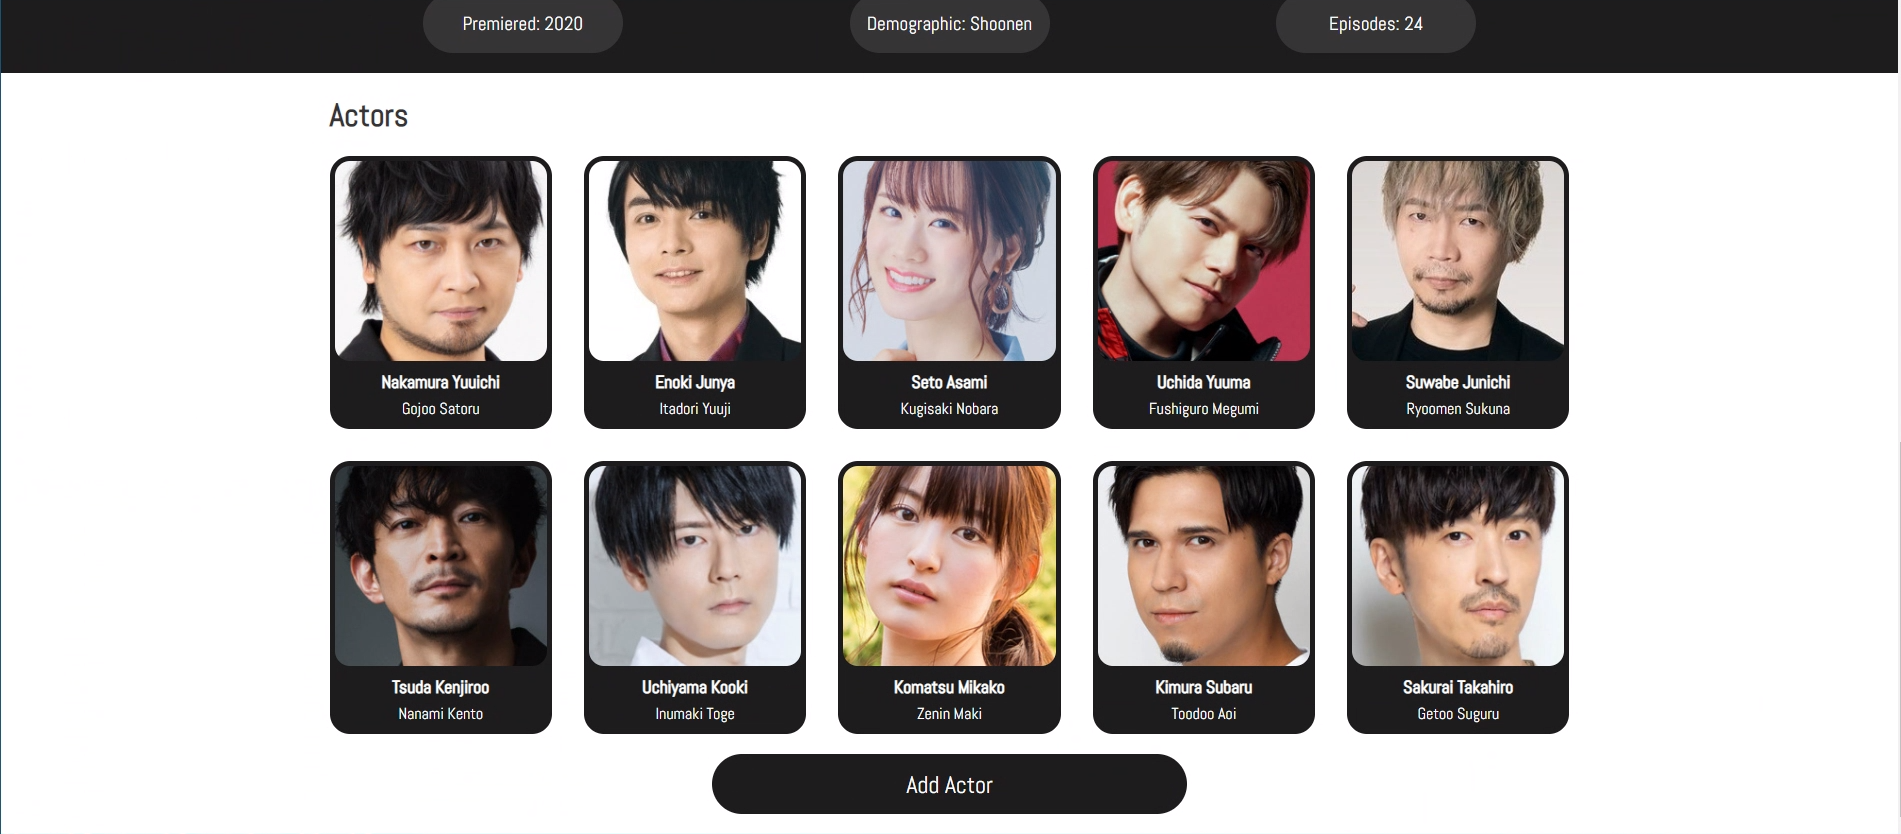 Premiered: 2020
Demographic: Shoonen
Episodes: 24
Actors
Nakamura Yuuichi
Gojoo Satoru
Enoki Junya
Itadori Yuuji
Seto Asami
Kugisaki Nobara
Uchida Yuuma
Fushiguro Megumi
Suwabe Junichi
Ryoomen Sukuna
Tsuda Kenjiroo
Nanami Kento
Uchiyama Kooki
Inumaki Toge
Komatsu Mikako
Zenin Maki
Kimura Subaru
Toodoo Aoi
Sakurai Takahiro
Getoo Suguru
Add Actor